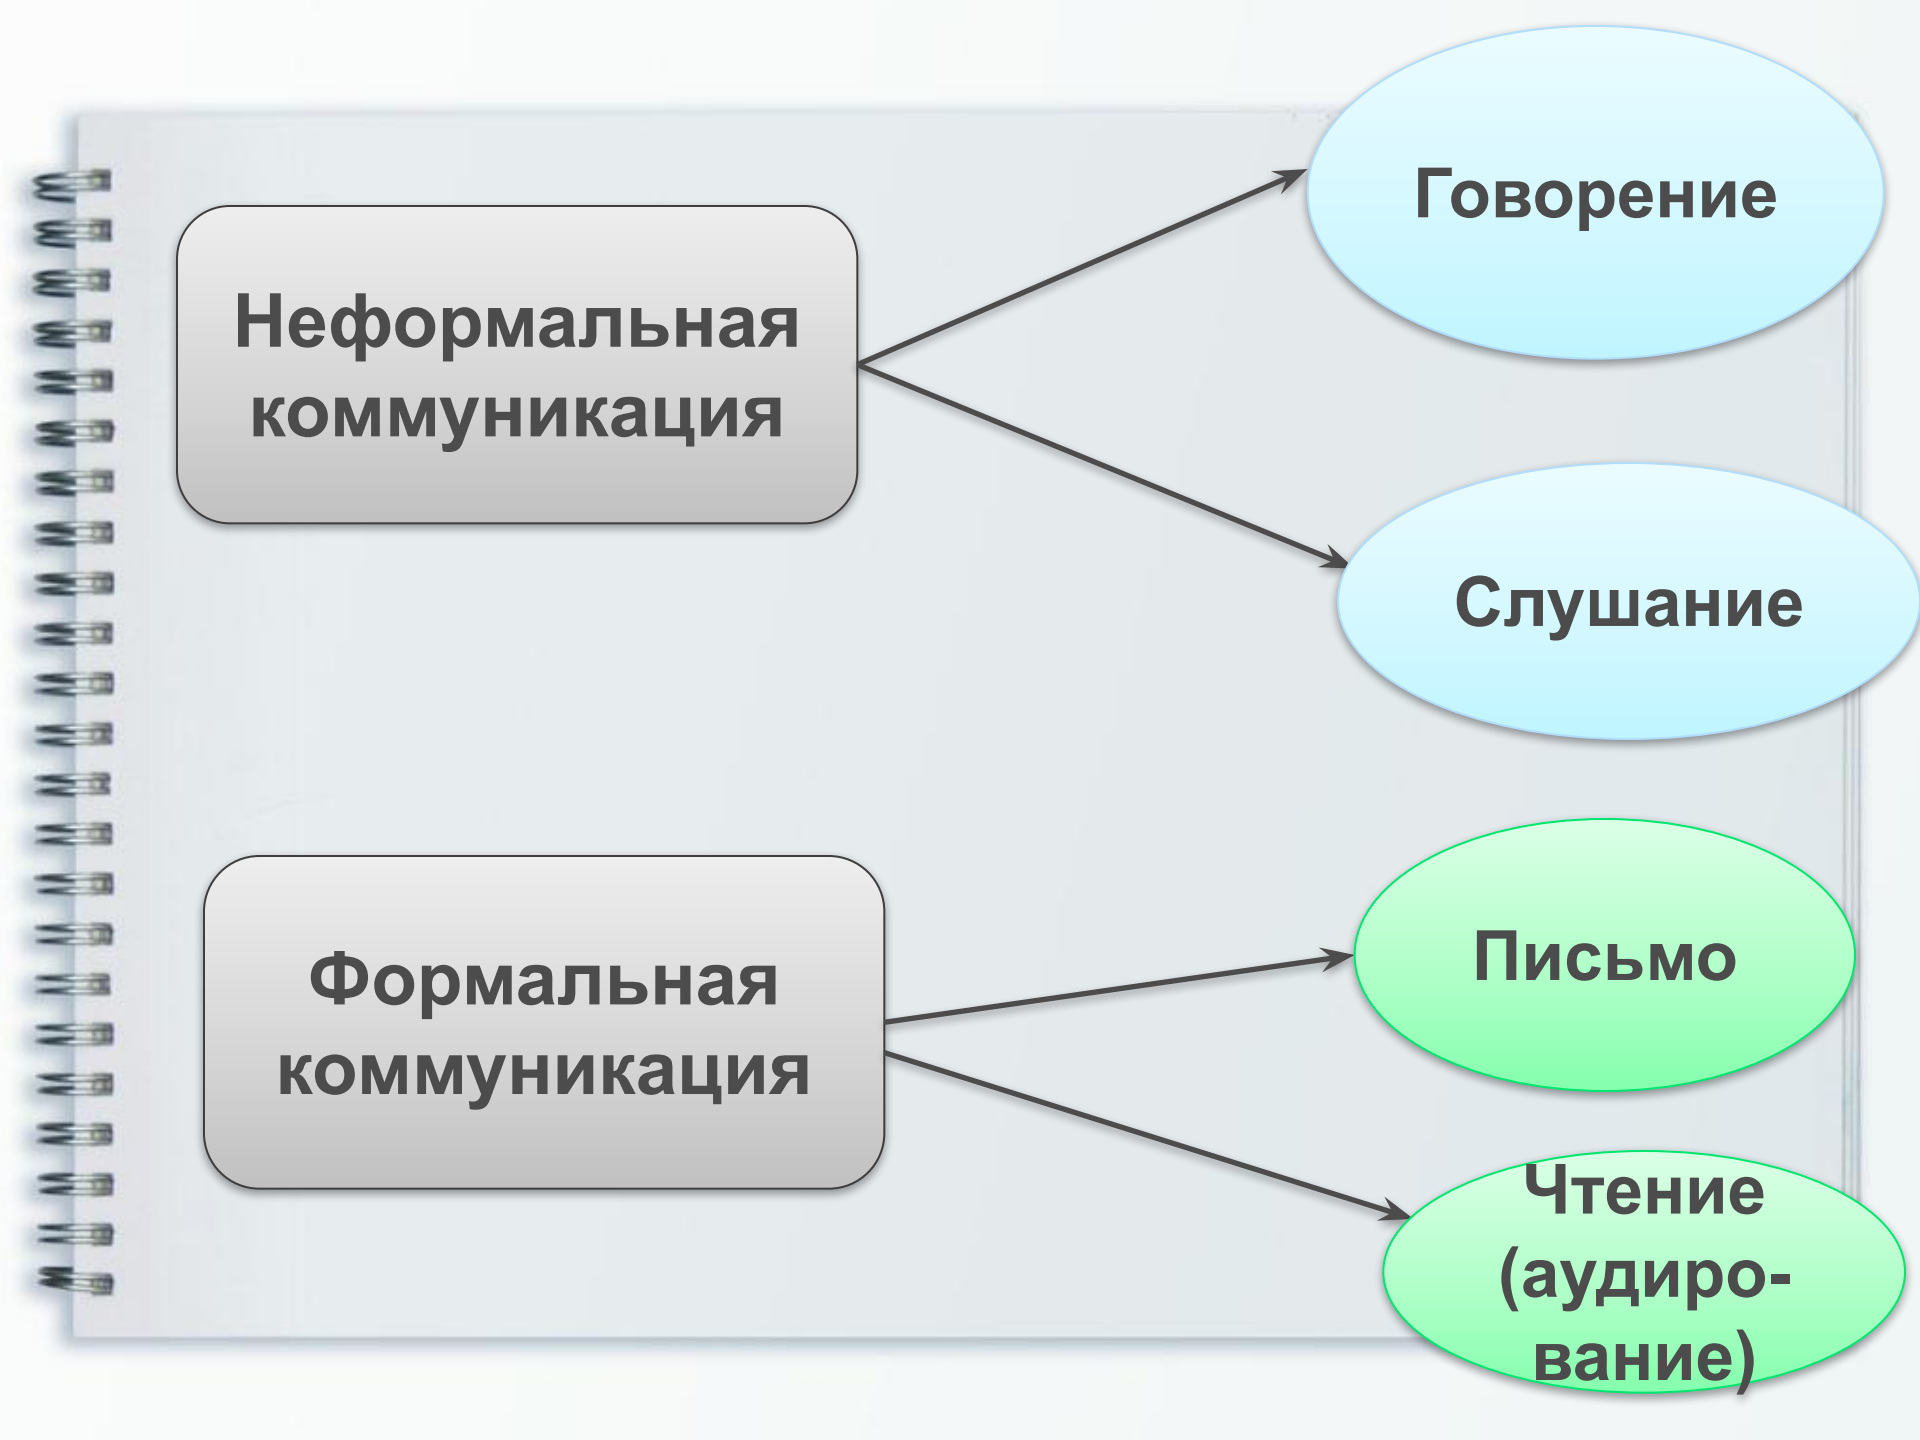 Неформальная
коммуникация
Говорение
Слушание
Формальная
коммуникация
Письмо
Чтение
(аудиро-
вание)